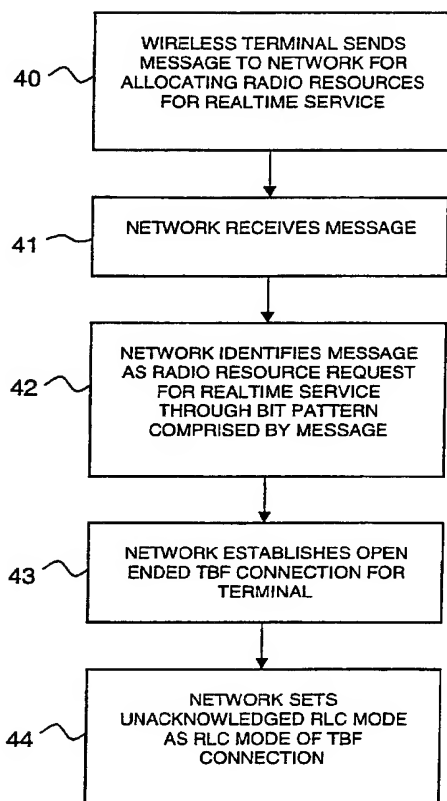 40
WIRELESS TERMINAL SENDS
MESSAGE TO NETWORK FOR
ALLOCATING RADIO RESOURCES
FOR REALTIME SERVICE
41
NETWORK RECEIVES MESSAGE
42
NETWORK IDENTIFIES MESSAGE
AS RADIO RESOURCE REQUEST
FOR REALTIME SERVICE
THROUGH BIT PATTERN
COMPRISED BY MESSAGE
43
NETWORK ESTABLISHES OPEN
ENDED TBF CONNECTION FOR
TERMINAL
44
NETWORK SETS
UNACKNOWLEDGED RLC MODE
AS RLC MODE OF TBF
CONNECTION